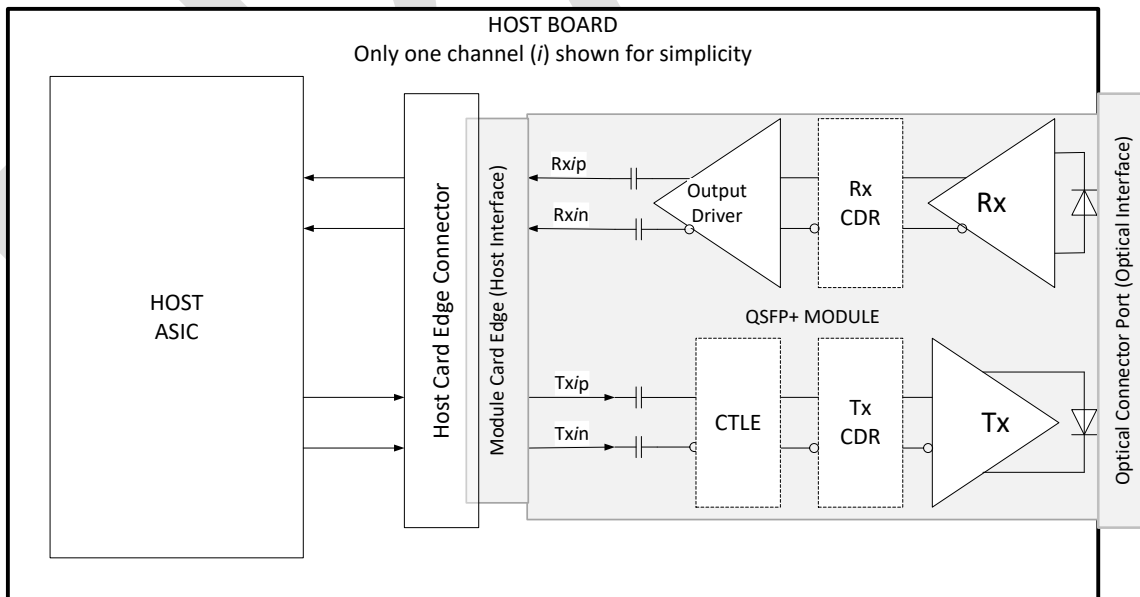 HOST BOARD
Only one channel (i) shown for simplicity
HOST
ASIC
Host Card Edge Connector
Module Card Edge (Host Interface)
Rxip
Rxin
Output
Driver
Rx
CDR
Rx
QSFP+ MODULE
Txip
Txin
CTLE
Tx
CDR
Tx
Optical Connector Port (Optical Interface)